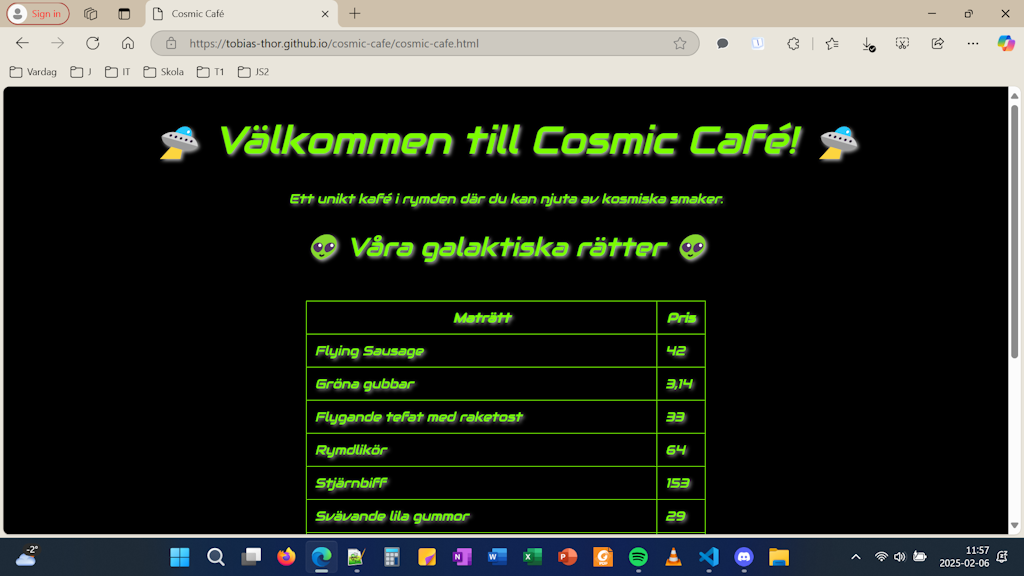 Sign in
Cosmic Café
https://tobias-thor.github.io/cosmic-cafe/cosmic-cafe.html
Vardag J IT Skola T1 JS2
Välkommen till Cosmic Café!
Ett unikt kafé i rymden där du kan njuta av kosmiska smaker.
Våra galaktiska rätter
Maträtt Pris
Flying Sausage 42
Gröna gubbar 3,14
Flygande tefat med raketost 33
Rymdlikör 64
Stjärnbiff 153
Svävande lila gummor 29
-2°
11:57
2025-02-06